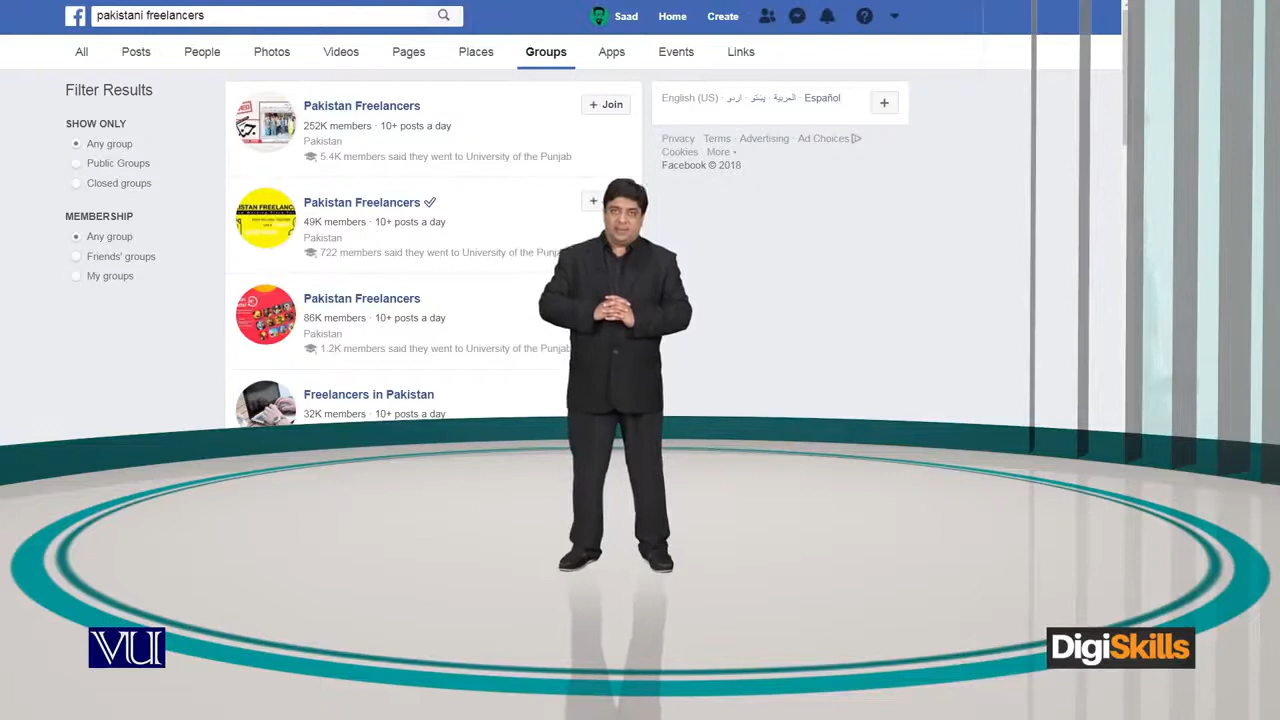 pakistani freelancers
Saad Home Create
All Posts People Photos Videos Pages Places Groups Apps Events Links
Filter Results
SHOW ONLY
Any group
Public Groups
Closed groups
MEMBERSHIP
Any group
Friends' groups
My groups
Pakistan Freelancers
+ Join
252K members · 10+ posts a day
Pakistan
5.4K members said they went to University of the Punjab
Pakistan Freelancers
49K members · 10+ posts a day
Pakistan
722 members said they went to University of the Punja
Pakistan Freelancers
86K members · 10+ posts a day
Pakistan
1.2K members said they went to University of the Punjab
Freelancers in Pakistan
32K members · 10+ posts a day
English (US) · اردو · پښتو · العربية · Español
Privacy Terms Advertising Ad Choices
Cookies More
Facebook © 2018
VU
DigiSkills